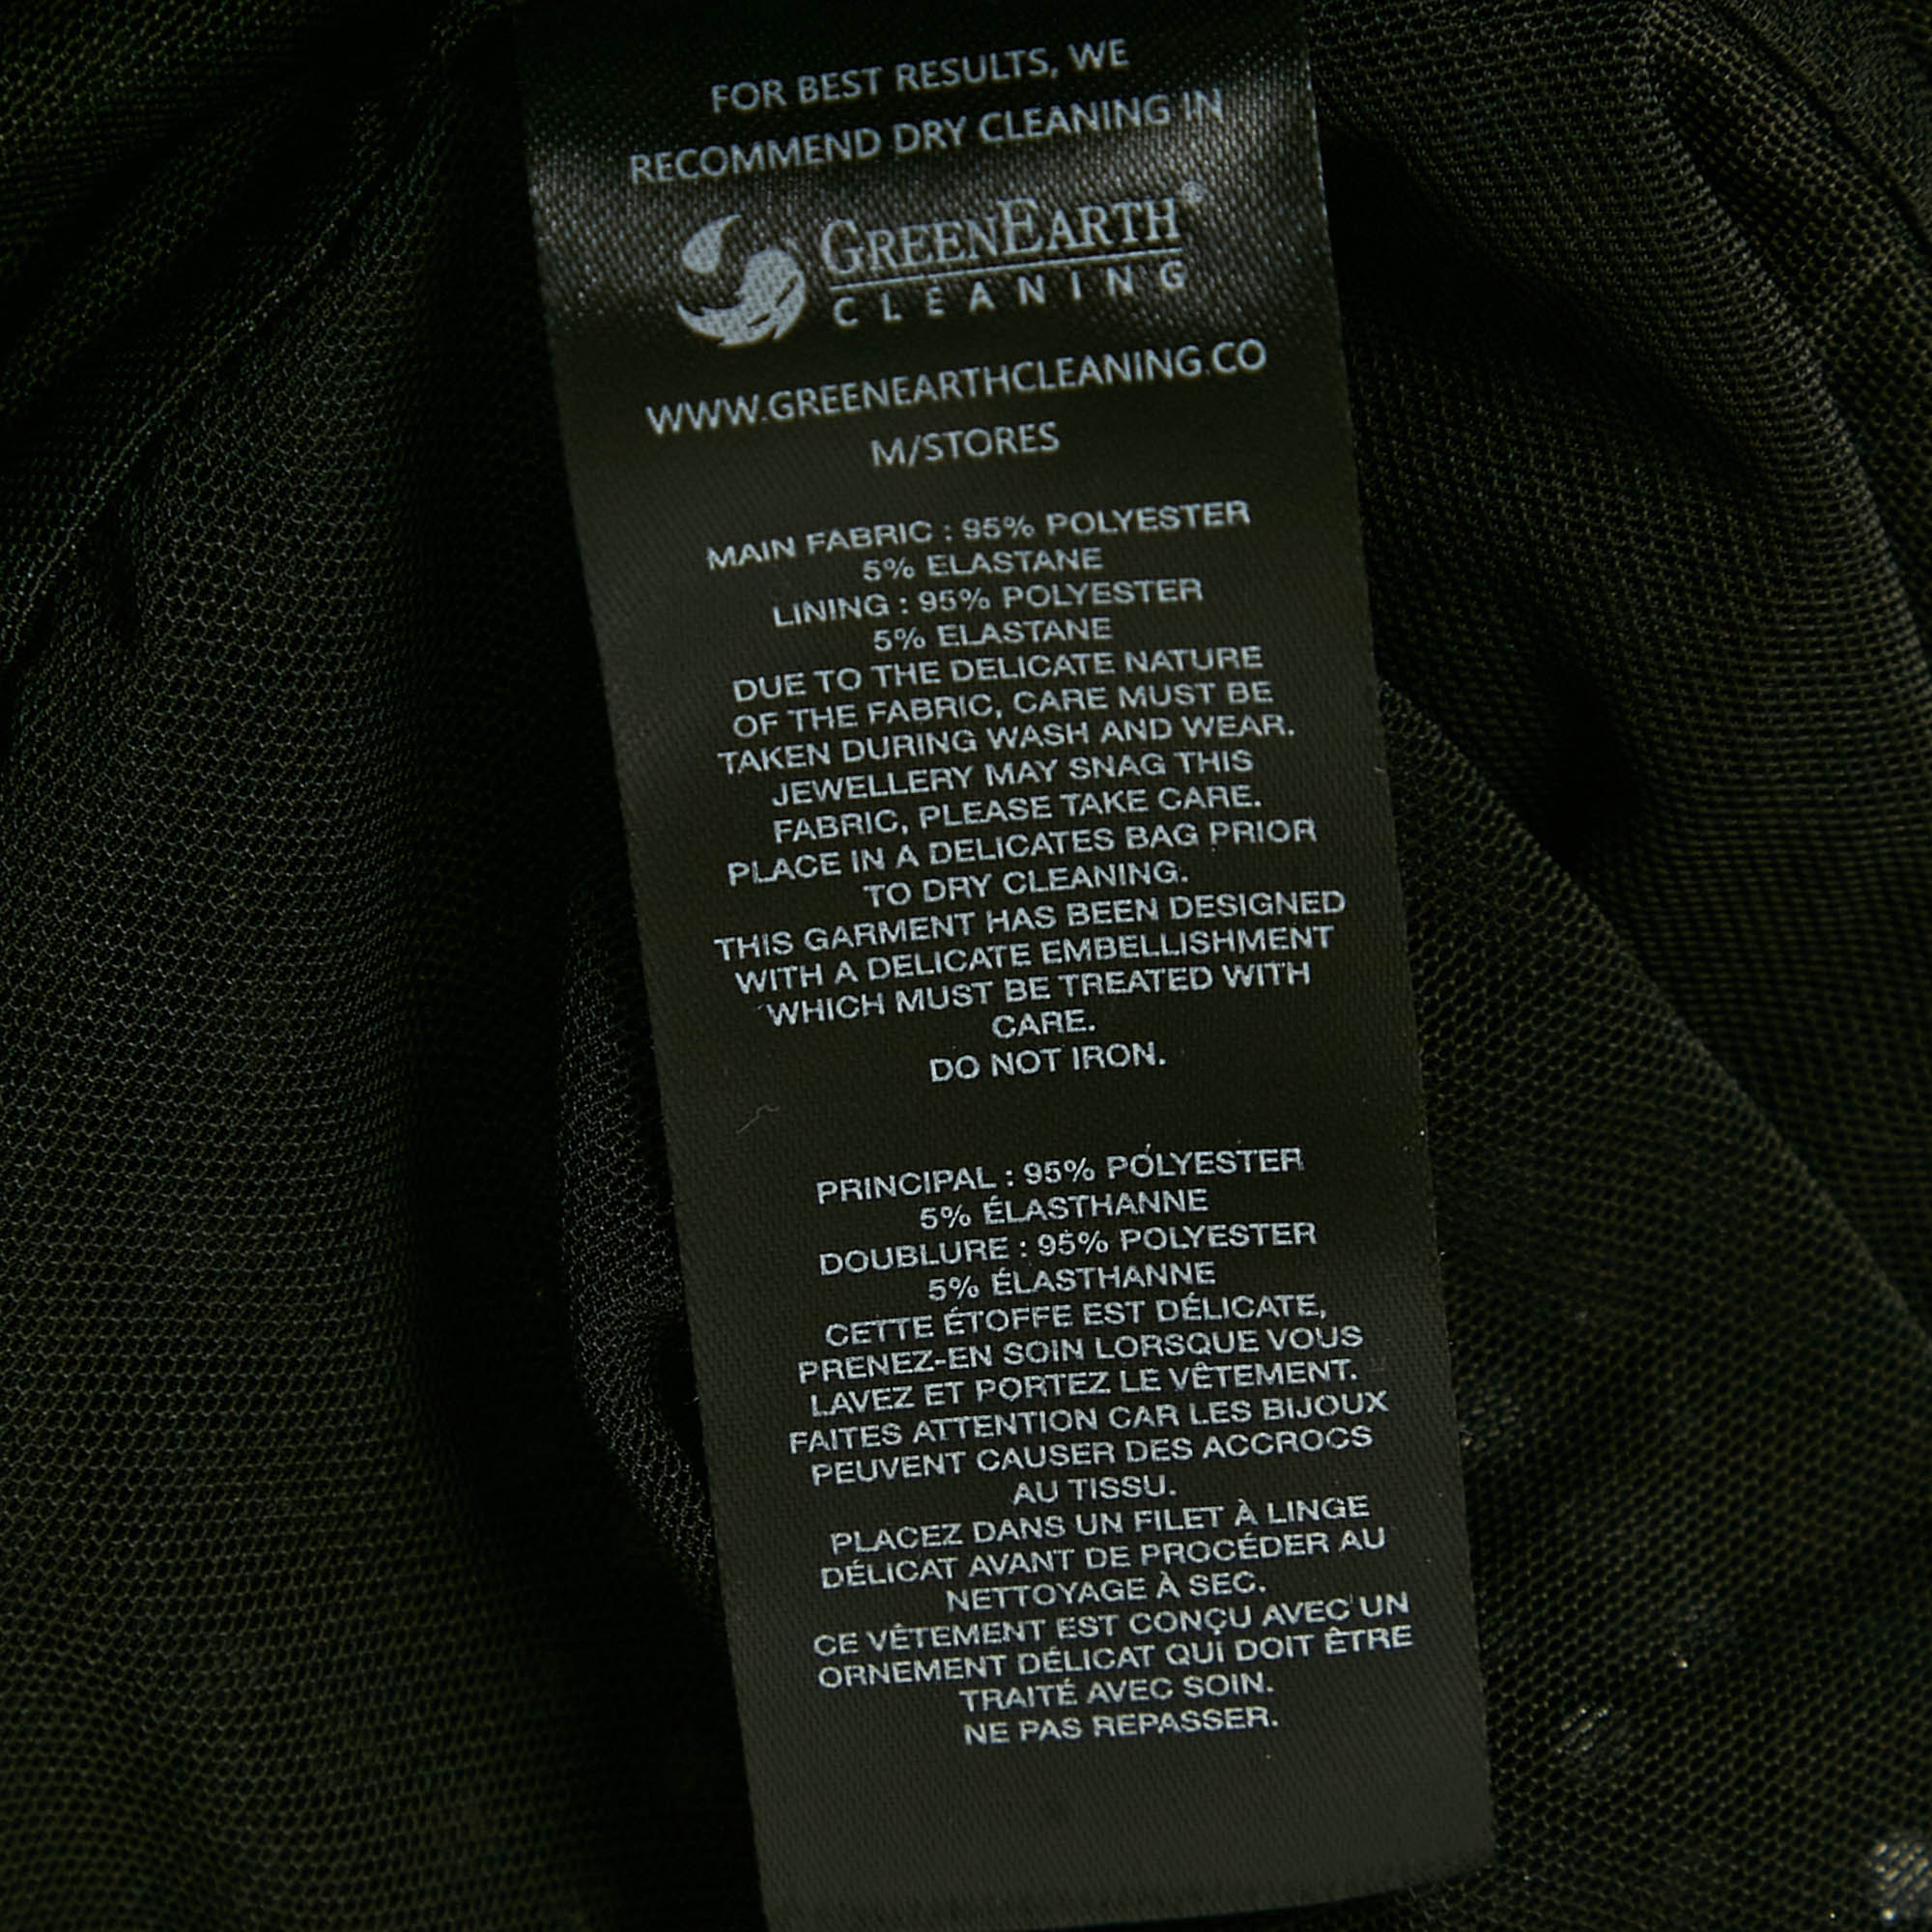 FOR BEST RESULTS, WE
RECOMMEND DRY CLEANING IN
GREENEARTH®
CLEANING
WWW.GREENEARTHCLEANING.CO
M/STORES
MAIN FABRIC : 95% POLYESTER
5% ELASTANE
LINING : 95% POLYESTER
5% ELASTANE
DUE TO THE DELICATE NATURE
OF THE FABRIC, CARE MUST BE
TAKEN DURING WASH AND WEAR.
JEWELLERY MAY SNAG THIS
FABRIC, PLEASE TAKE CARE.
PLACE IN A DELICATES BAG PRIOR
TO DRY CLEANING.
THIS GARMENT HAS BEEN DESIGNED
WITH A DELICATE EMBELLISHMENT
WHICH MUST BE TREATED WITH
CARE.
DO NOT IRON.
PRINCIPAL : 95% POLYESTER
5% ÉLASTHANNE
DOUBLURE : 95% POLYESTER
5% ÉLASTHANNE
CETTE ÉTOFFE EST DÉLICATE,
PRENEZ-EN SOIN LORSQUE VOUS
LAVEZ ET PORTEZ LE VÊTEMENT.
FAITES ATTENTION CAR LES BIJOUX
PEUVENT CAUSER DES ACCROCS
AU TISSU.
PLACEZ DANS UN FILET À LINGE
DÉLICAT AVANT DE PROCÉDER AU
NETTOYAGE À SEC.
CE VÊTEMENT EST CONÇU AVEC UN
ORNEMENT DÉLICAT QUI DOIT ÊTRE
TRAITÉ AVEC SOIN.
NE PAS REPASSER.